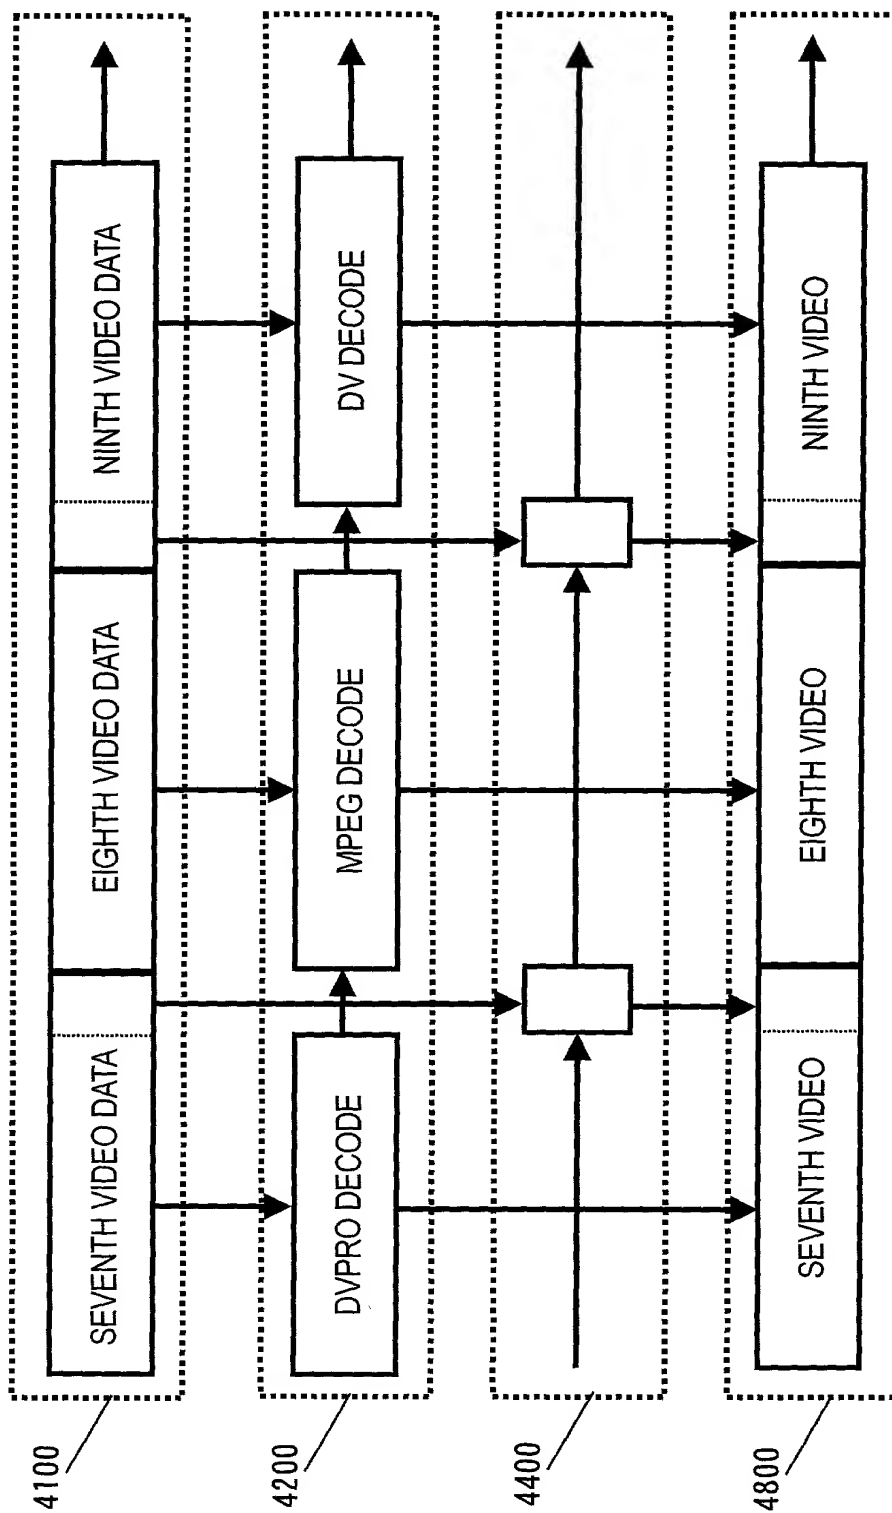 4100
SEVENTH VIDEO DATA
EIGHTH VIDEO DATA
NINTH VIDEO DATA
4200
DVPRO DECODE
MPEG DECODE
DV DECODE
4400
4800
SEVENTH VIDEO
EIGHTH VIDEO
NINTH VIDEO